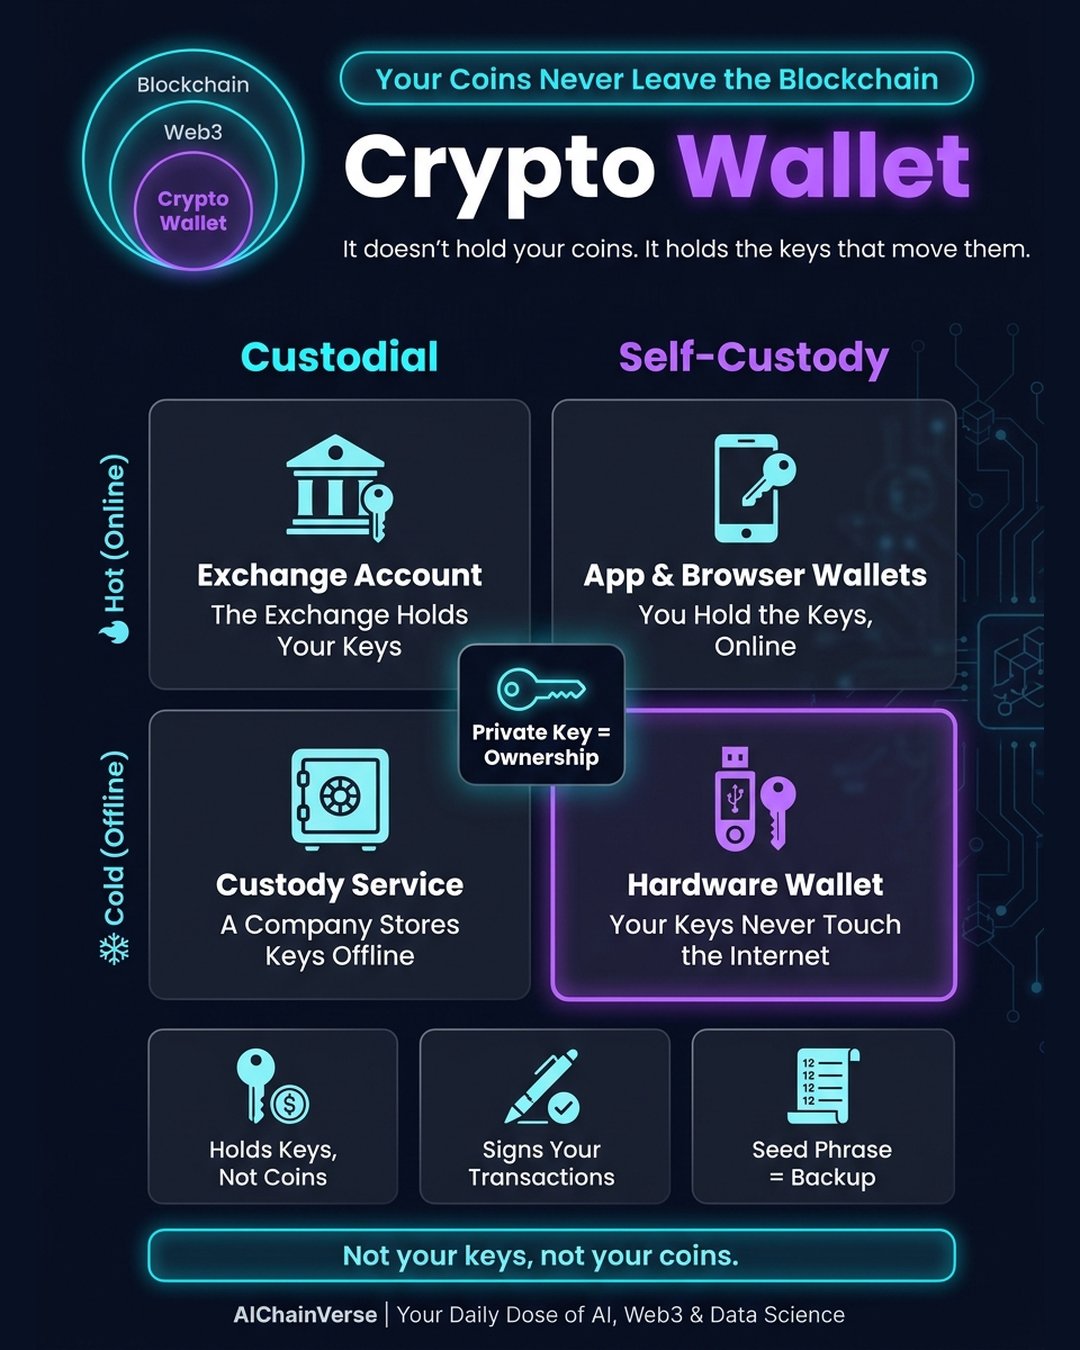 Blockchain
Web3
Crypto
Wallet
Your Coins Never Leave the Blockchain
Crypto Wallet
It doesn't hold your coins. It holds the keys that move them.
Custodial
Self-Custody
Hot (Online)
Exchange Account
The Exchange Holds
Your Keys
App & Browser Wallets
You Hold the Keys,
Online
Private Key =
Ownership
Cold (Offline)
Custody Service
A Company Stores
Keys Offline
Hardware Wallet
Your Keys Never Touch
the Internet
$
Holds Keys,
Not Coins
Signs Your
Transactions
12
12
12
12
Seed Phrase
= Backup
Not your keys, not your coins.
AIChainVerse | Your Daily Dose of AI, Web3 & Data Science